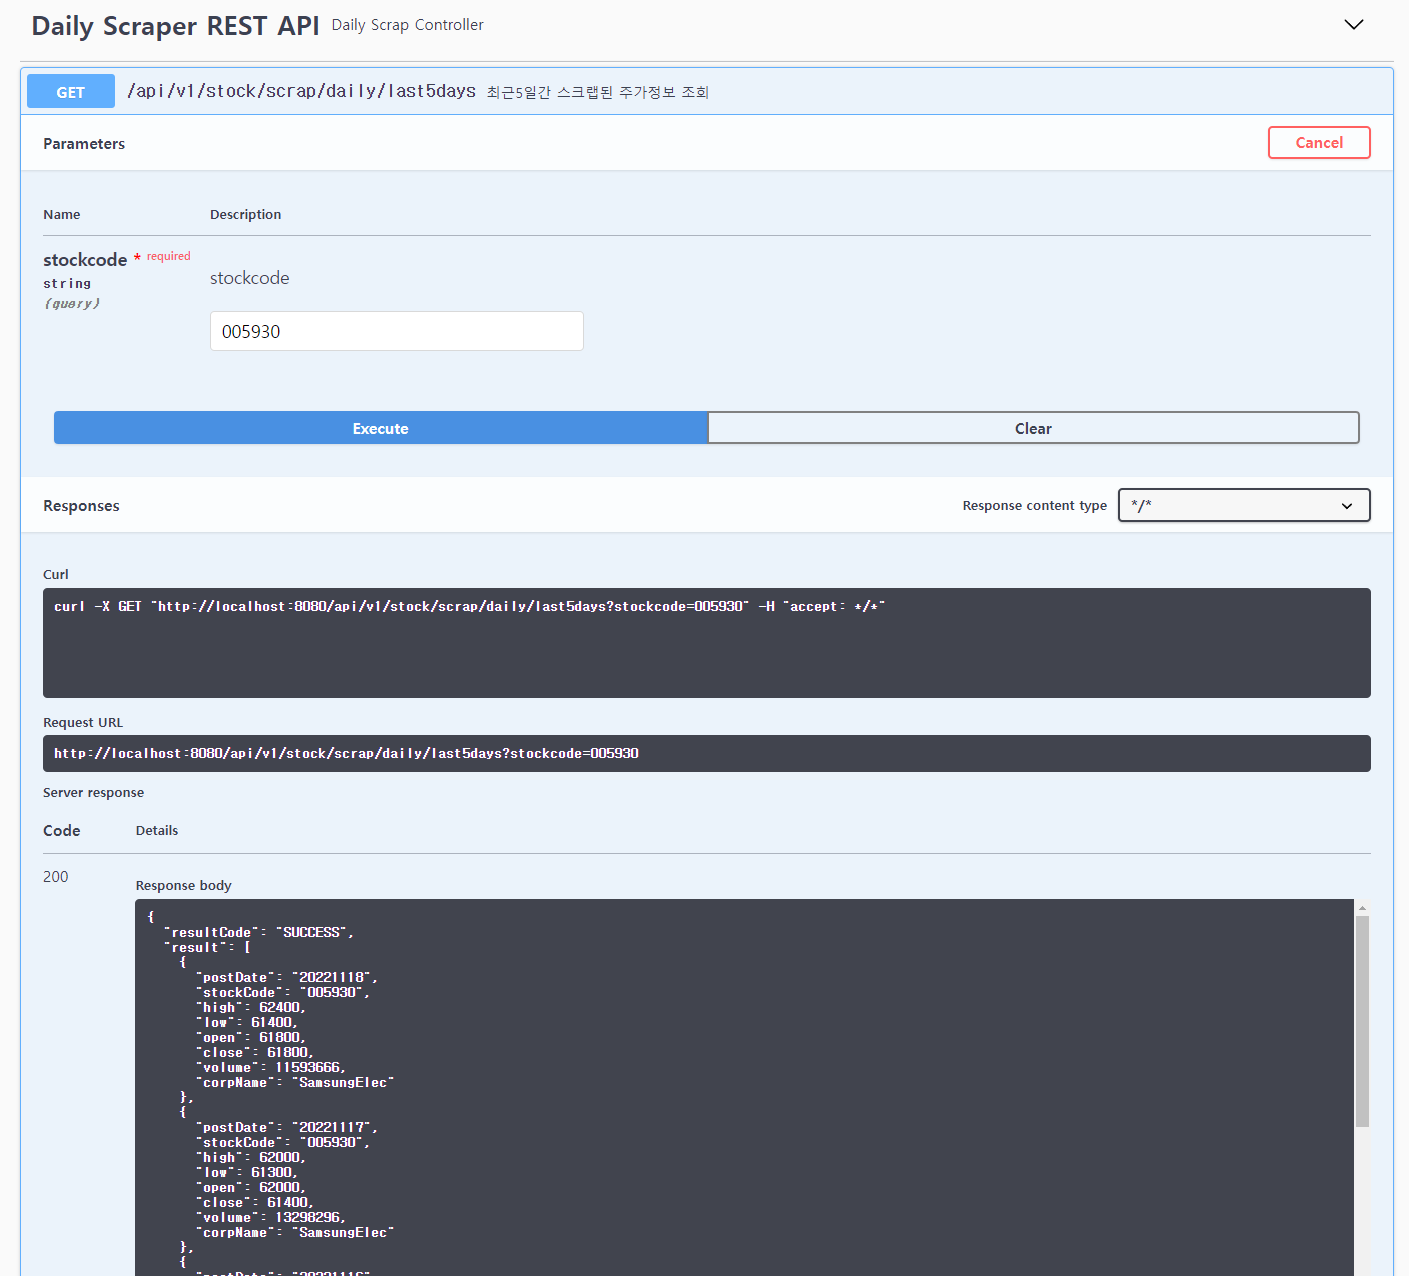 Daily Scraper REST API Daily Scrap Controller
GET /api/v1/stock/scrap/daily/last5days 최근5일간 스크랩된 주가정보 조회
Parameters Cancel
Name Description
stockcode * required
string
(query)
stockcode
005930
Execute Clear
Responses Response content type */*
Curl
curl -X GET "http://localhost:8080/api/v1/stock/scrap/daily/last5days?stockcode=005930" -H "accept: */*"
Request URL
http://localhost:8080/api/v1/stock/scrap/daily/last5days?stockcode=005930
Server response
Code Details
200
Response body
{
"resultCode": "SUCCESS",
"result": [
{
"postDate": "20221118",
"stockCode": "005930",
"high": 62400,
"low": 61400,
"open": 61800,
"close": 61800,
"volume": 11593666,
"corpName": "SamsungElec"
},
{
"postDate": "20221117",
"stockCode": "005930",
"high": 62000,
"low": 61300,
"open": 62000,
"close": 61400,
"volume": 13298296,
"corpName": "SamsungElec"
},
{